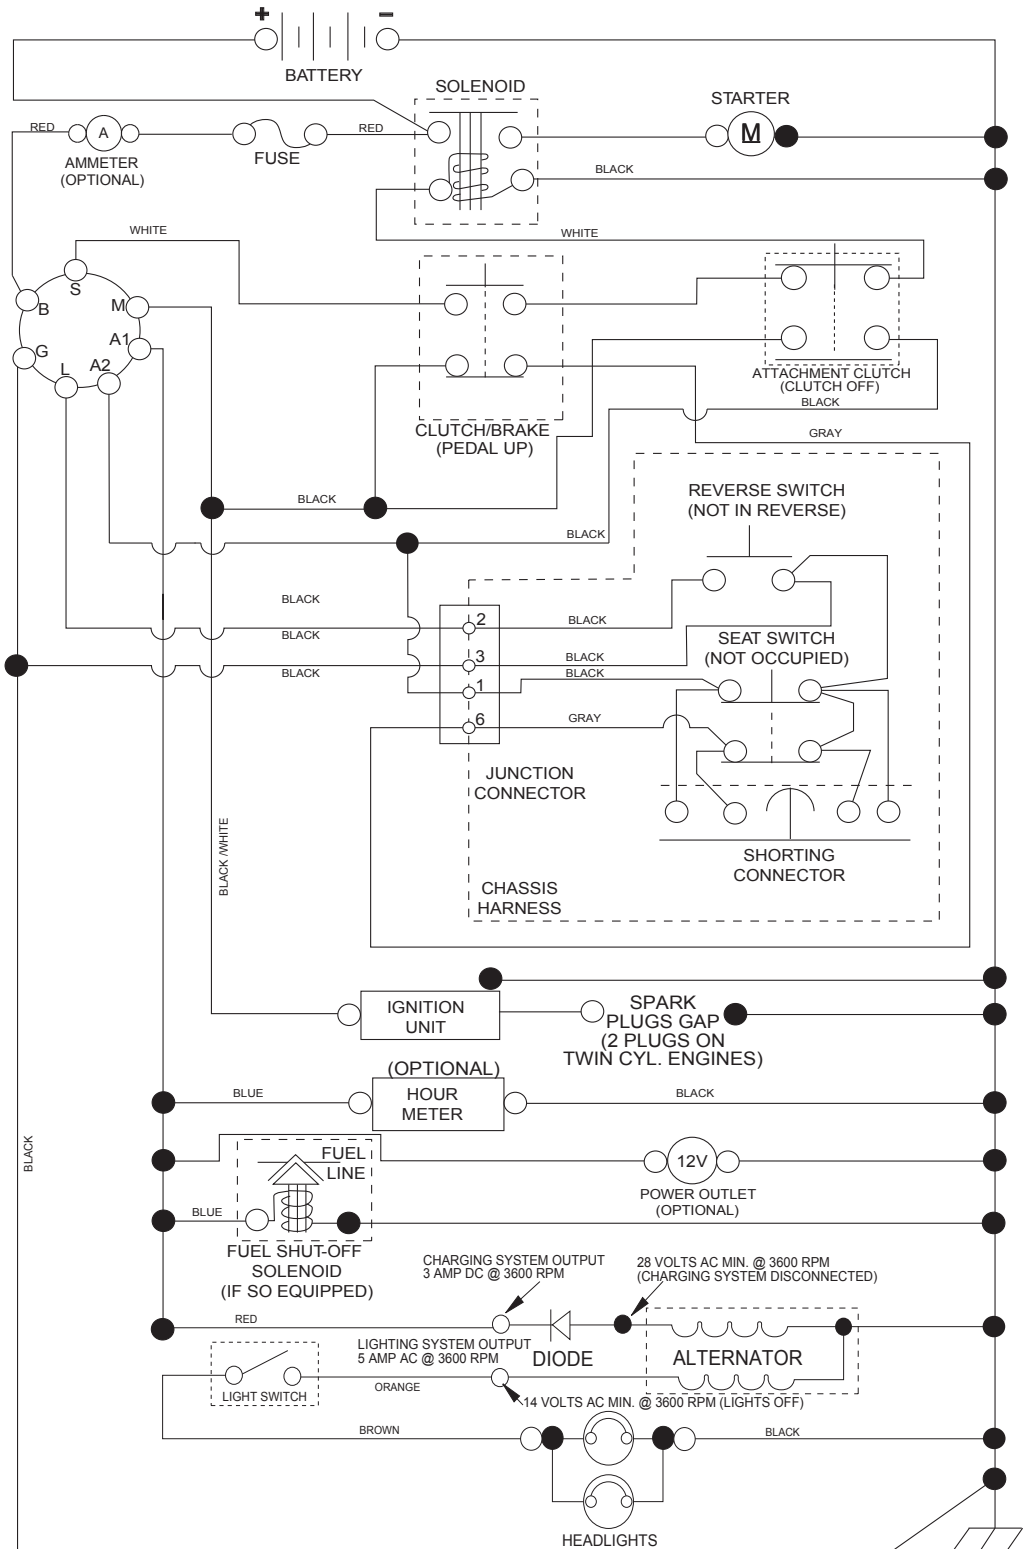 + −
BATTERY
SOLENOID
STARTER
RED
A
RED
M
AMMETER
(OPTIONAL)
FUSE
BLACK
WHITE
WHITE
S
B
M
G
A1
L
A2
ATTACHMENT CLUTCH
(CLUTCH OFF)
BLACK
CLUTCH/BRAKE
(PEDAL UP)
GRAY
REVERSE SWITCH
(NOT IN REVERSE)
BLACK
BLACK
BLACK
2
BLACK
BLACK
SEAT SWITCH
(NOT OCCUPIED)
3
BLACK
BLACK
BLACK
1
6
GRAY
JUNCTION
CONNECTOR
BLACK /WHITE
SHORTING
CONNECTOR
CHASSIS
HARNESS
IGNITION
UNIT
SPARK
PLUGS GAP
(2 PLUGS ON
TWIN CYL. ENGINES)
(OPTIONAL)
HOUR
METER
BLUE
BLACK
BLACK
FUEL
LINE
12V
POWER OUTLET
(OPTIONAL)
BLUE
FUEL SHUT-OFF
SOLENOID
(IF SO EQUIPPED)
CHARGING SYSTEM OUTPUT
3 AMP DC @ 3600 RPM
28 VOLTS AC MIN. @ 3600 RPM
(CHARGING SYSTEM DISCONNECTED)
RED
LIGHTING SYSTEM OUTPUT
5 AMP AC @ 3600 RPM
DIODE
ALTERNATOR
LIGHT SWITCH
ORANGE
14 VOLTS AC MIN. @ 3600 RPM (LIGHTS OFF)
BROWN
BLACK
HEADLIGHTS